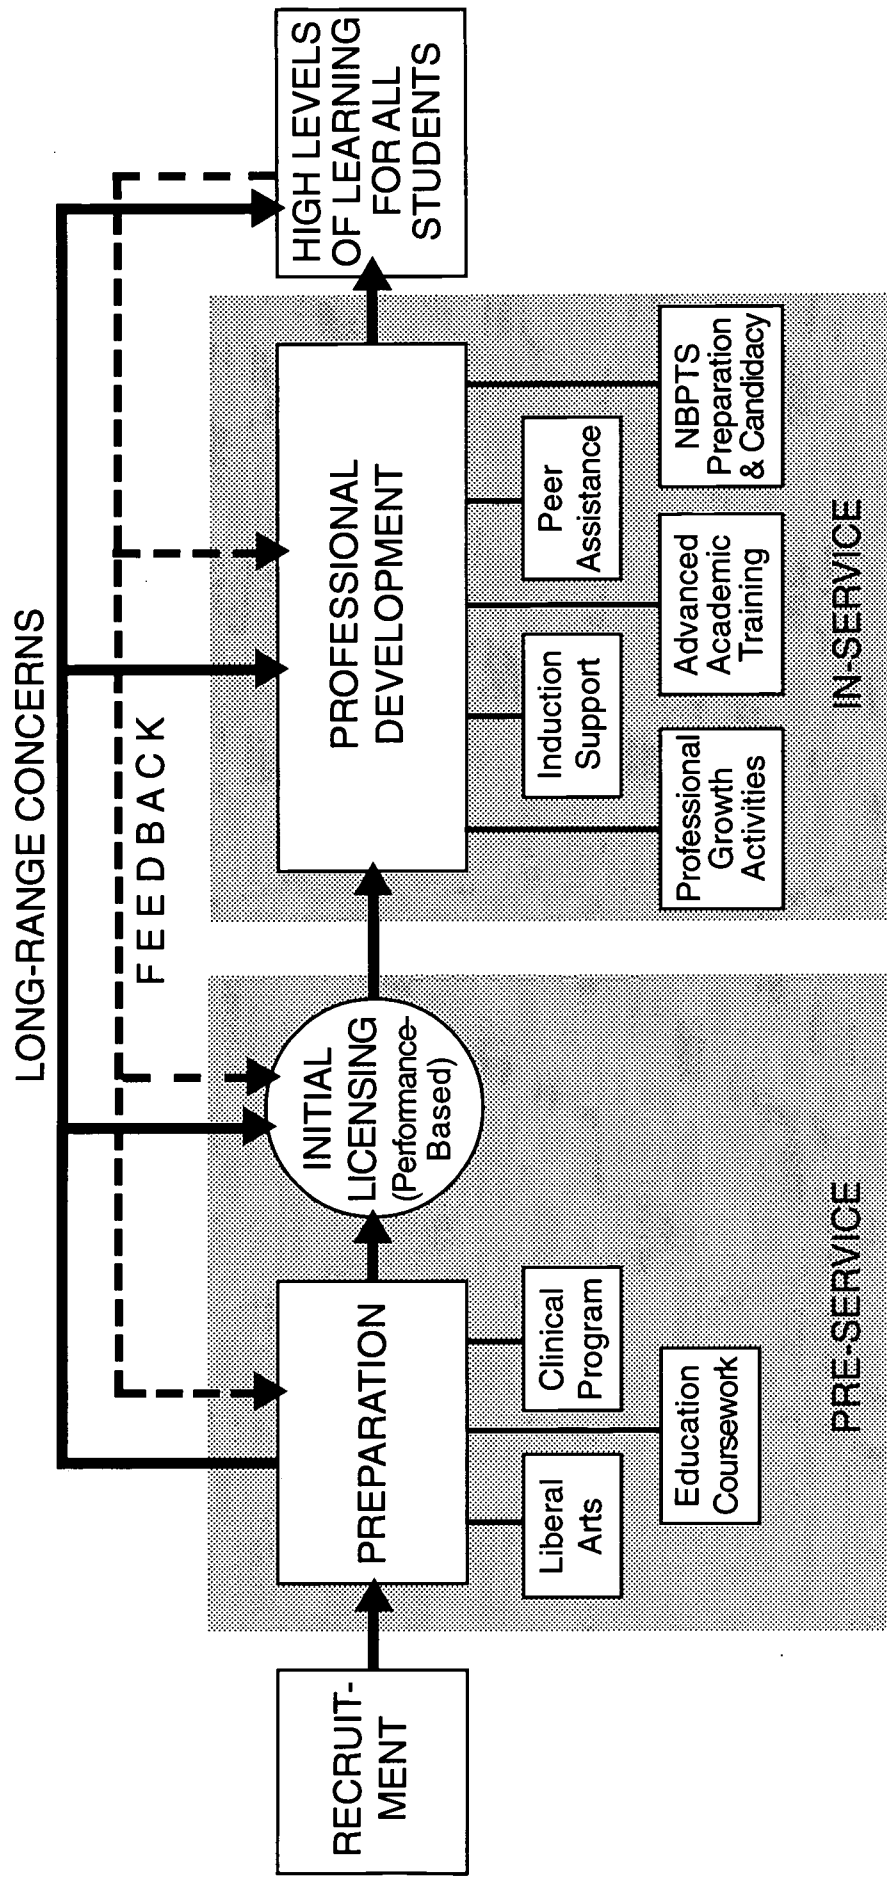 LONG-RANGE CONCERNS
FEEDBACK
RECRUIT-
MENT
PREPARATION
INITIAL
LICENSING
(Performance-
Based)
PROFESSIONAL
DEVELOPMENT
HIGH LEVELS
OF LEARNING
FOR ALL
STUDENTS
Liberal
Arts
Clinical
Program
Education
Coursework
Induction
Support
Peer
Assistance
Professional
Growth
Activities
Advanced
Academic
Training
NBPTS
Preparation
& Candidacy
PRE-SERVICE
IN-SERVICE